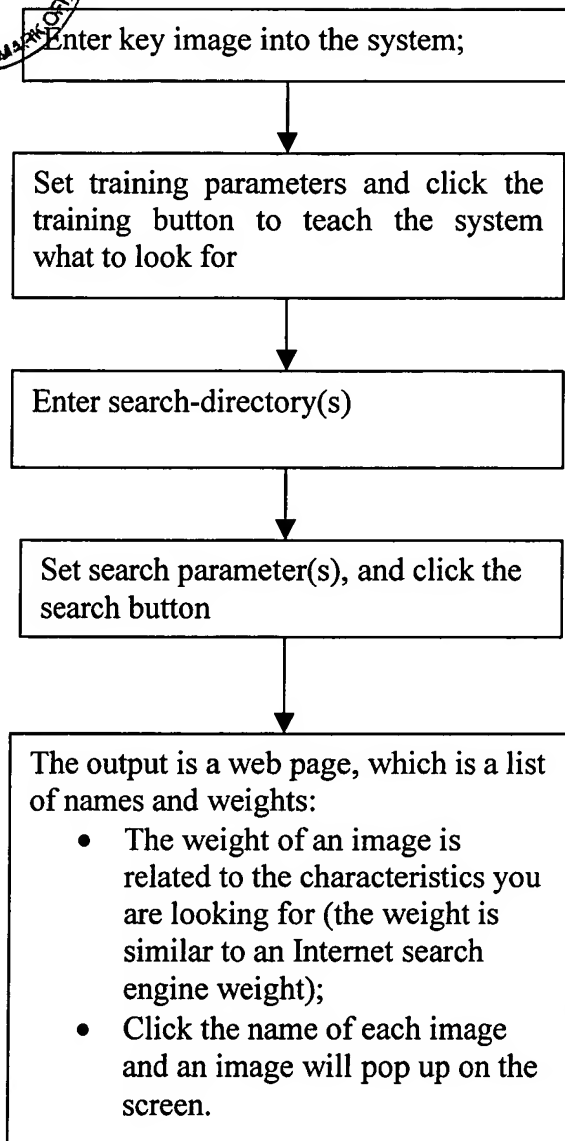 Enter key image into the system;
Set training parameters and click the
training button to teach the system
what to look for
Enter search-directory(s)
Set search parameter(s), and click the
search button
The output is a web page, which is a list
of names and weights:
• The weight of an image is
related to the characteristics you
are looking for (the weight is
similar to an Internet search
engine weight);
• Click the name of each image
and an image will pop up on the
screen.